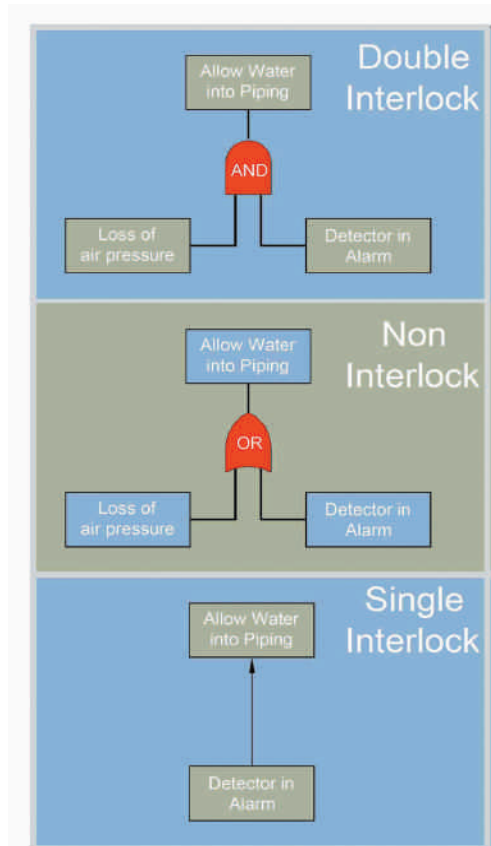 Double
Interlock
Allow Water
into Piping
AND
Loss of
air pressure
Detector in
Alarm
Non
Interlock
Allow Water
into Piping
OR
Loss of
air pressure
Detector in
Alarm
Single
Interlock
Allow Water
into Piping
Detector in
Alarm